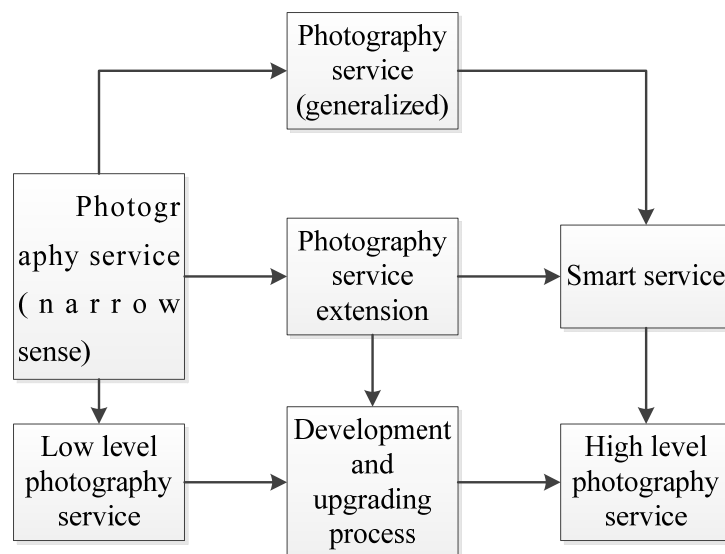 Photography
service
(generalized)
Photogr
aphy service
(narrow
sense)
Photography
service
extension
Smart service
Low level
photography
service
Development
and
upgrading
process
High level
photography
service